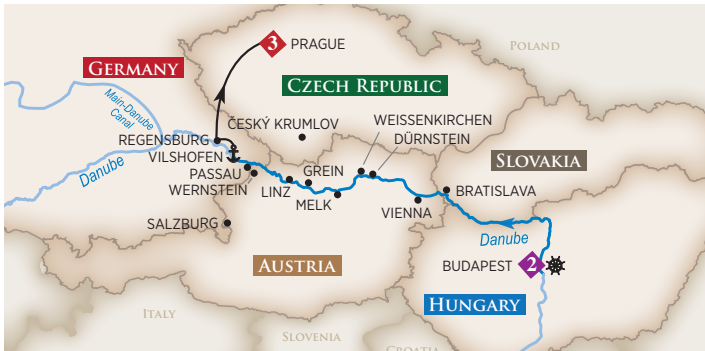 POLAND
3 PRAGUE
GERMANY
CZECH REPUBLIC
Main-Danube
Canal
WEISSENKIRCHEN
ČESKÝ KRUMLOV
DÜRNSTEIN
REGENSBURG
VILSHOFEN
SLOVAKIA
Danube
PASSAU
GREIN
WERNSTEIN
LINZ
BRATISLAVA
MELK
VIENNA
SALZBURG
Danube
AUSTRIA
BUDAPEST 2
HUNGARY
ITALY
SLOVENIA
CROATIA